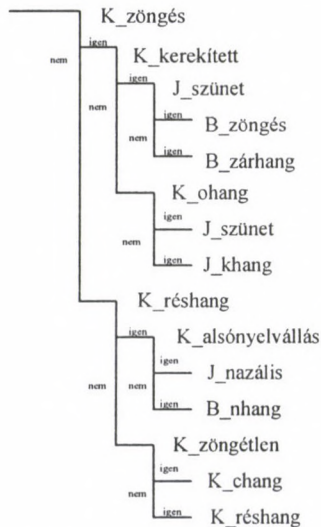 K_zöngés
igen
nem
K_kerekített
igen
nem
J_szünet
igen
B_zöngés
nem
igen
B_zárhang
K_ohang
igen
J_szünet
nem
igen
J_khang
K_réshang
igen
K_alsónyelvállás
igen
J_nazális
nem
nem
igen
B_nhang
K_zöngétlen
igen
K_chang
nem
igen
K_réshang